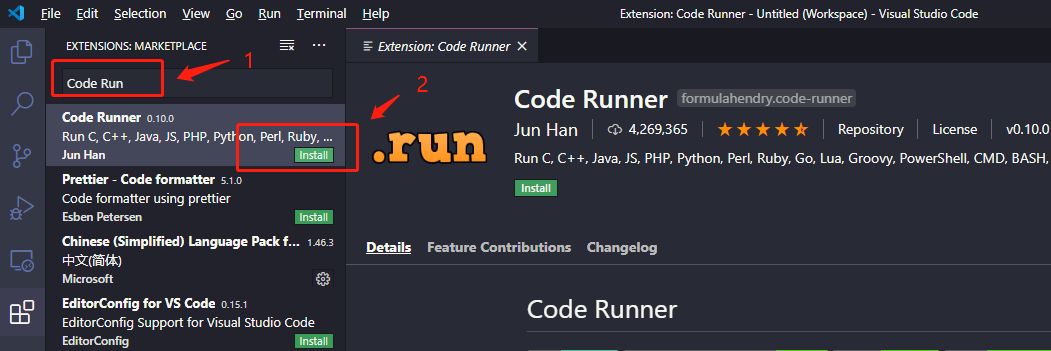 File Edit Selection View Go Run Terminal Help Extension: Code Runner - Untitled (Workspace) - Visual Studio Code
EXTENSIONS: MARKETPLACE
Extension: Code Runner
Code Run
1
2
Code Runner 0.10.0
Run C, C++, Java, JS, PHP, Python, Perl, Ruby, ...
Jun Han Install
Prettier - Code formatter 5.1.0
Code formatter using prettier
Esben Petersen Install
Chinese (Simplified) Language Pack f... 1.46.3
中文(简体)
Microsoft
EditorConfig for VS Code 0.15.1
EditorConfig Support for Visual Studio Code
EditorConfig Install
.run
Code Runner formulahendry.code-runner
Jun Han 4,269,365 Repository License v0.10.0
Run C, C++, Java, JS, PHP, Python, Perl, Ruby, Go, Lua, Groovy, PowerShell, CMD, BASH,
Install
Details Feature Contributions Changelog
Code Runner